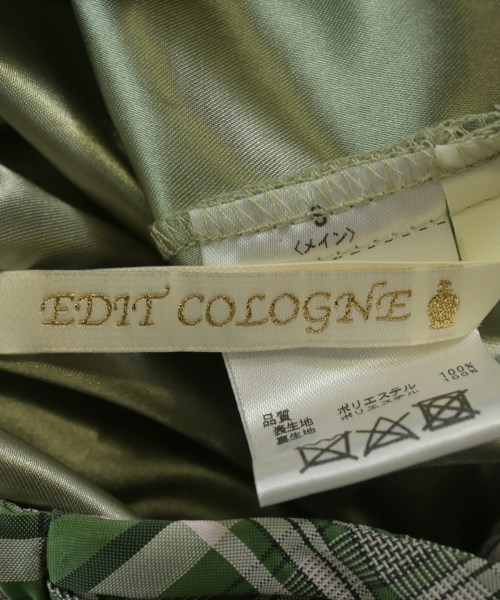 〈メイン〉
EDIT COLOGNE
品質
表生地 ポリエステル 100%
裏生地 ポリエステル 100%